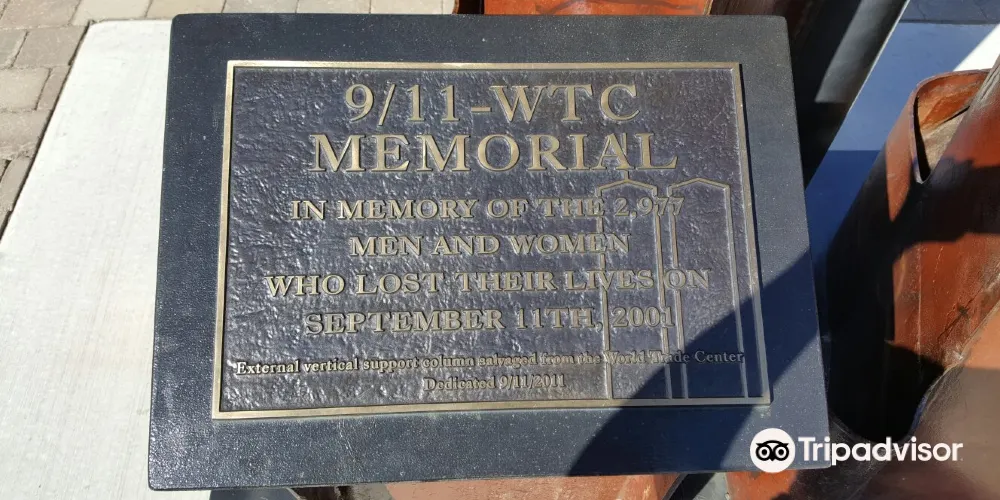 9/11-WTC
MEMORIAL
IN MEMORY OF THE 2,977
MEN AND WOMEN
WHO LOST THEIR LIVES ON
SEPTEMBER 11TH, 2001
External vertical support column salvaged from the World Trade Center
Dedicated 9/11/2011
Tripadvisor